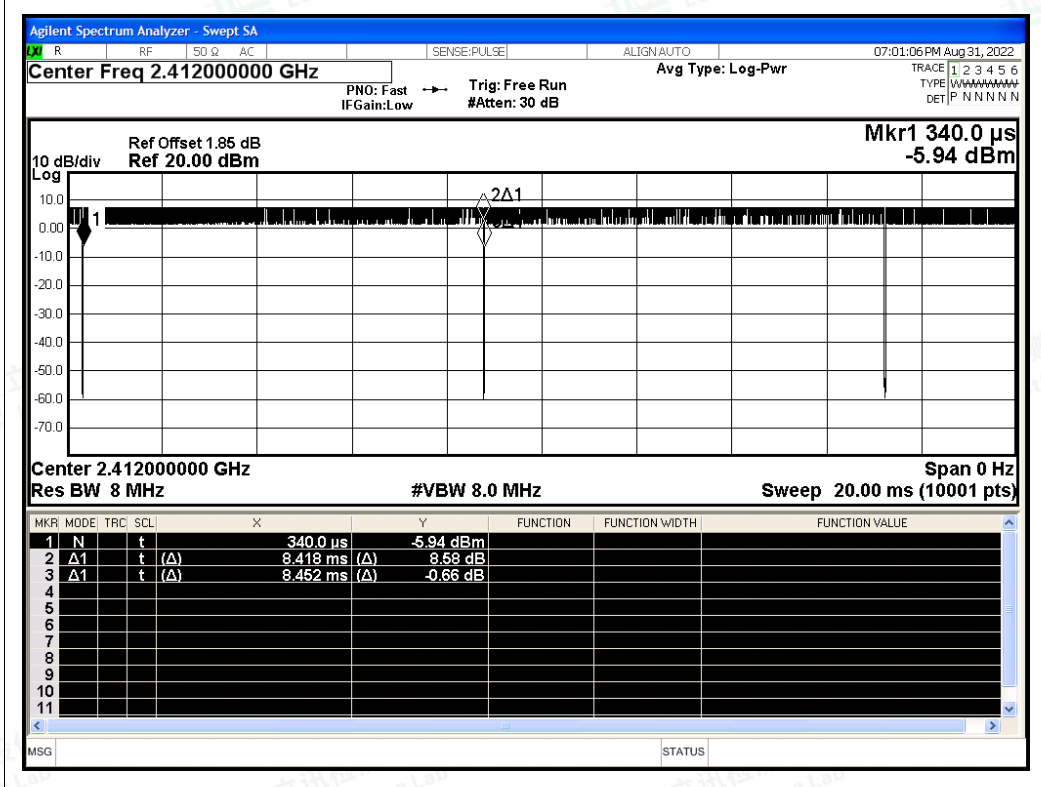 Agilent Spectrum Analyzer - Swept SA
LXI R RF 50 Ω AC SENSE:PULSE ALIGN AUTO 07:01:06 PM Aug 31, 2022
Center Freq 2.412000000 GHz
Avg Type: Log-Pwr
TRACE 1 2 3 4 5 6
TYPE
DET P N N N N N
PNO: Fast
IFGain:Low
Trig: Free Run
#Atten: 30 dB
Mkr1 340.0 µs
-5.94 dBm
Ref Offset 1.85 dB
10 dB/div Ref 20.00 dBm
Log
10.0
0.00
-10.0
-20.0
-30.0
-40.0
-50.0
-60.0
-70.0
1
2Δ1
Center 2.412000000 GHz Span 0 Hz
Res BW 8 MHz #VBW 8.0 MHz Sweep 20.00 ms (10001 pts)
MKR MODE TRC SCL X Y FUNCTION FUNCTION WIDTH FUNCTION VALUE
1 N t 340.0 µs -5.94 dBm
2 Δ1 t (Δ) 8.418 ms (Δ) 8.58 dB
3 Δ1 t (Δ) 8.452 ms (Δ) -0.66 dB
4
5
6
7
8
9
10
11
MSG STATUS